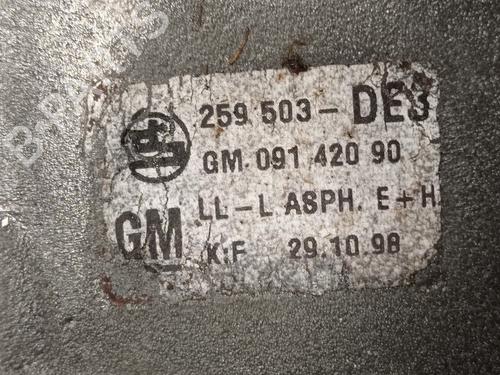 259 503- DE3
GM.091 420 90
LL-L ASPH. E+H
GM K:F 29.10.98